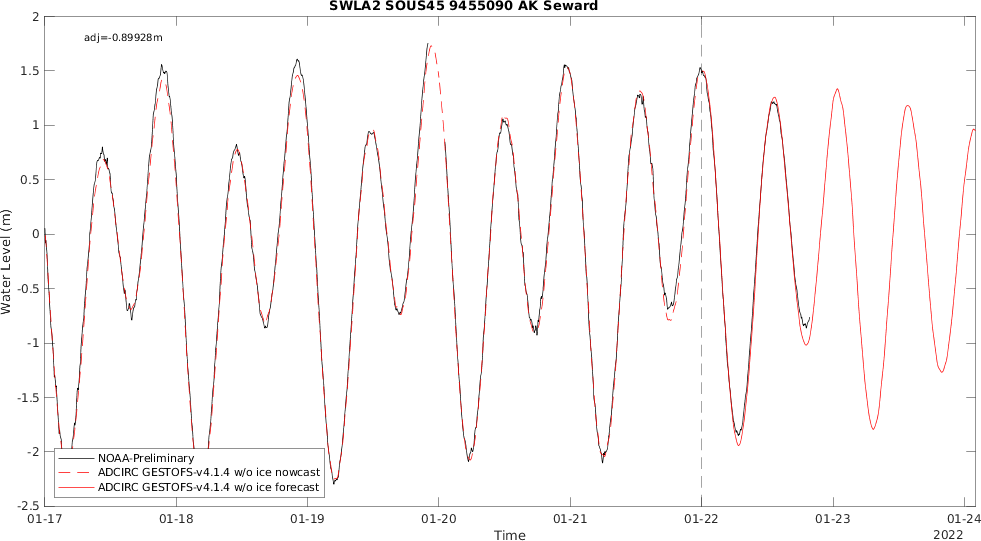 SWLA2 SOUS45 9455090 AK Seward
adj=-0.89928m
Water Level (m)
2
1.5
1
0.5
0
-0.5
-1
-1.5
-2
-2.5
NOAA-Preliminary
ADCIRC GESTOFS-v4.1.4 w/o ice nowcast
ADCIRC GESTOFS-v4.1.4 w/o ice forecast
01-17 01-18 01-19 01-20 01-21 01-22 01-23 01-24
Time
2022